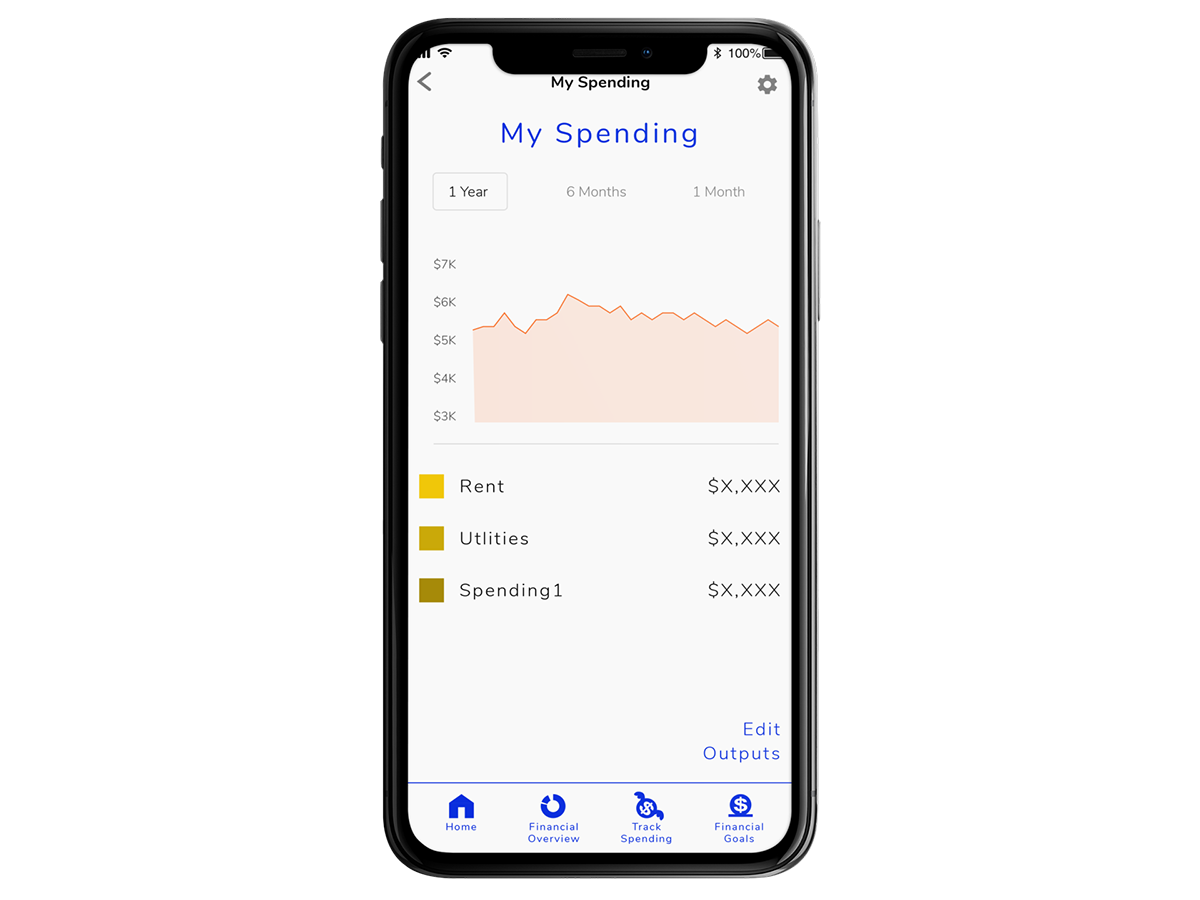 100%
My Spending
My Spending
1 Year 6 Months 1 Month
$7K
$6K
$5K
$4K
$3K
Rent $X,XXX
Utlities $X,XXX
Spending1 $X,XXX
Edit
Outputs
Home
Financial
Overview
Track
Spending
Financial
Goals